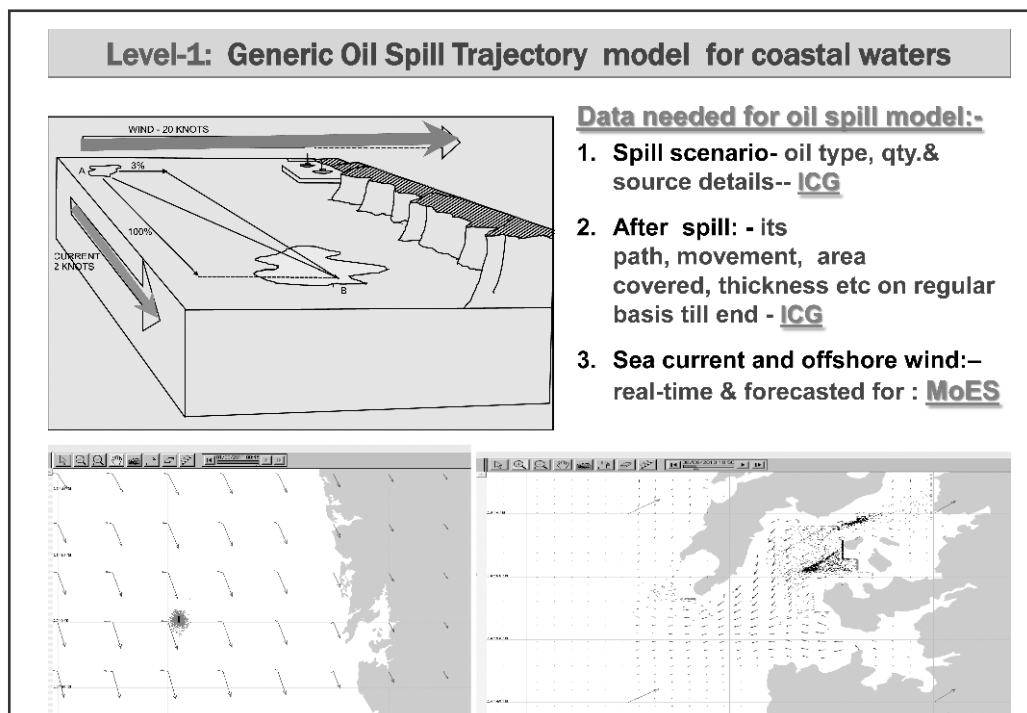 Level-1: Generic Oil Spill Trajectory model for coastal waters
WIND - 20 KNOTS
A
3%
100%
CURRENT
2 KNOTS
B
Data needed for oil spill model:-
1. Spill scenario- oil type, qty.&
source details-- ICG
2. After spill: - its
path, movement, area
covered, thickness etc on regular
basis till end - ICG
3. Sea current and offshore wind:–
real-time & forecasted for : MoES